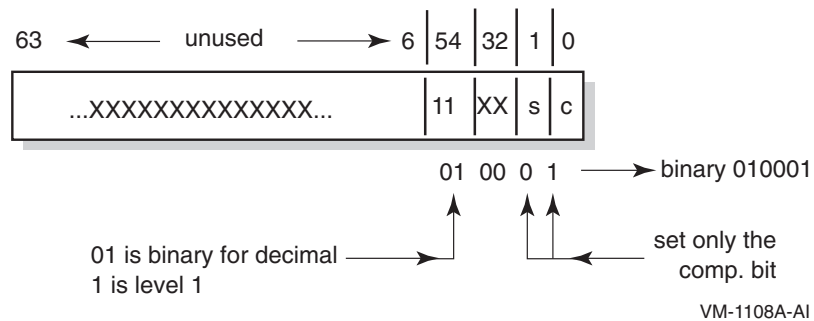 63 unused 6 54 32 1 0
...XXXXXXXXXXXXXX... 11 XX s c
01 00 0 1 binary 010001
01 is binary for decimal
1 is level 1
set only the
comp. bit
VM-1108A-AI